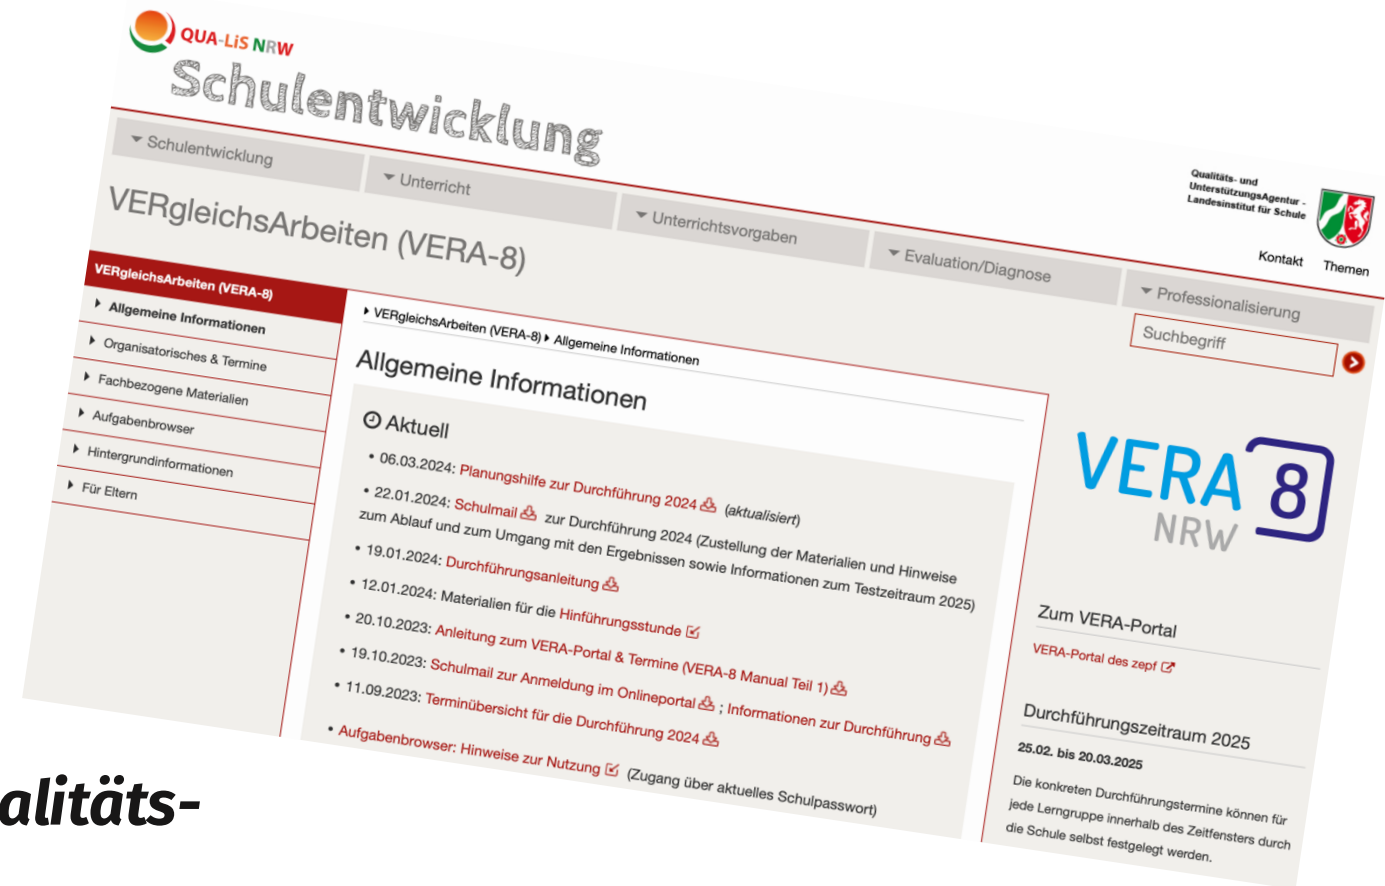 QUA-LiS NRW
Schulentwicklung
Qualitäts- und
UnterstützungsAgentur -
Landesinstitut für Schule
Kontakt Themen
Schulentwicklung
Unterricht
Unterrichtsvorgaben
Evaluation/Diagnose
Professionalisierung
VERgleichsArbeiten (VERA-8)
Suchbegriff
VERgleichsArbeiten (VERA-8)
Allgemeine Informationen
Organisatorisches & Termine
Fachbezogene Materialien
Aufgabenbrowser
Hintergrundinformationen
Für Eltern
VERgleichsArbeiten (VERA-8) Allgemeine Informationen
Allgemeine Informationen
Aktuell
• 06.03.2024: Planungshilfe zur Durchführung 2024 (aktualisiert)
• 22.01.2024: Schulmail zur Durchführung 2024 (Zustellung der Materialien und Hinweise
zum Ablauf und zum Umgang mit den Ergebnissen sowie Informationen zum Testzeitraum 2025)
• 19.01.2024: Durchführungsanleitung
• 12.01.2024: Materialien für die Hinführungsstunde
• 20.10.2023: Anleitung zum VERA-Portal & Termine (VERA-8 Manual Teil 1)
• 19.10.2023: Schulmail zur Anmeldung im Onlineportal ; Informationen zur Durchführung
• 11.09.2023: Terminübersicht für die Durchführung 2024
• Aufgabenbrowser: Hinweise zur Nutzung (Zugang über aktuelles Schulpasswort)
VERA 8
NRW
Zum VERA-Portal
VERA-Portal des zepf
Durchführungszeitraum 2025
25.02. bis 20.03.2025
Die konkreten Durchführungstermine können für
jede Lerngruppe innerhalb des Zeitfensters durch
die Schule selbst festgelegt werden.
alitäts-